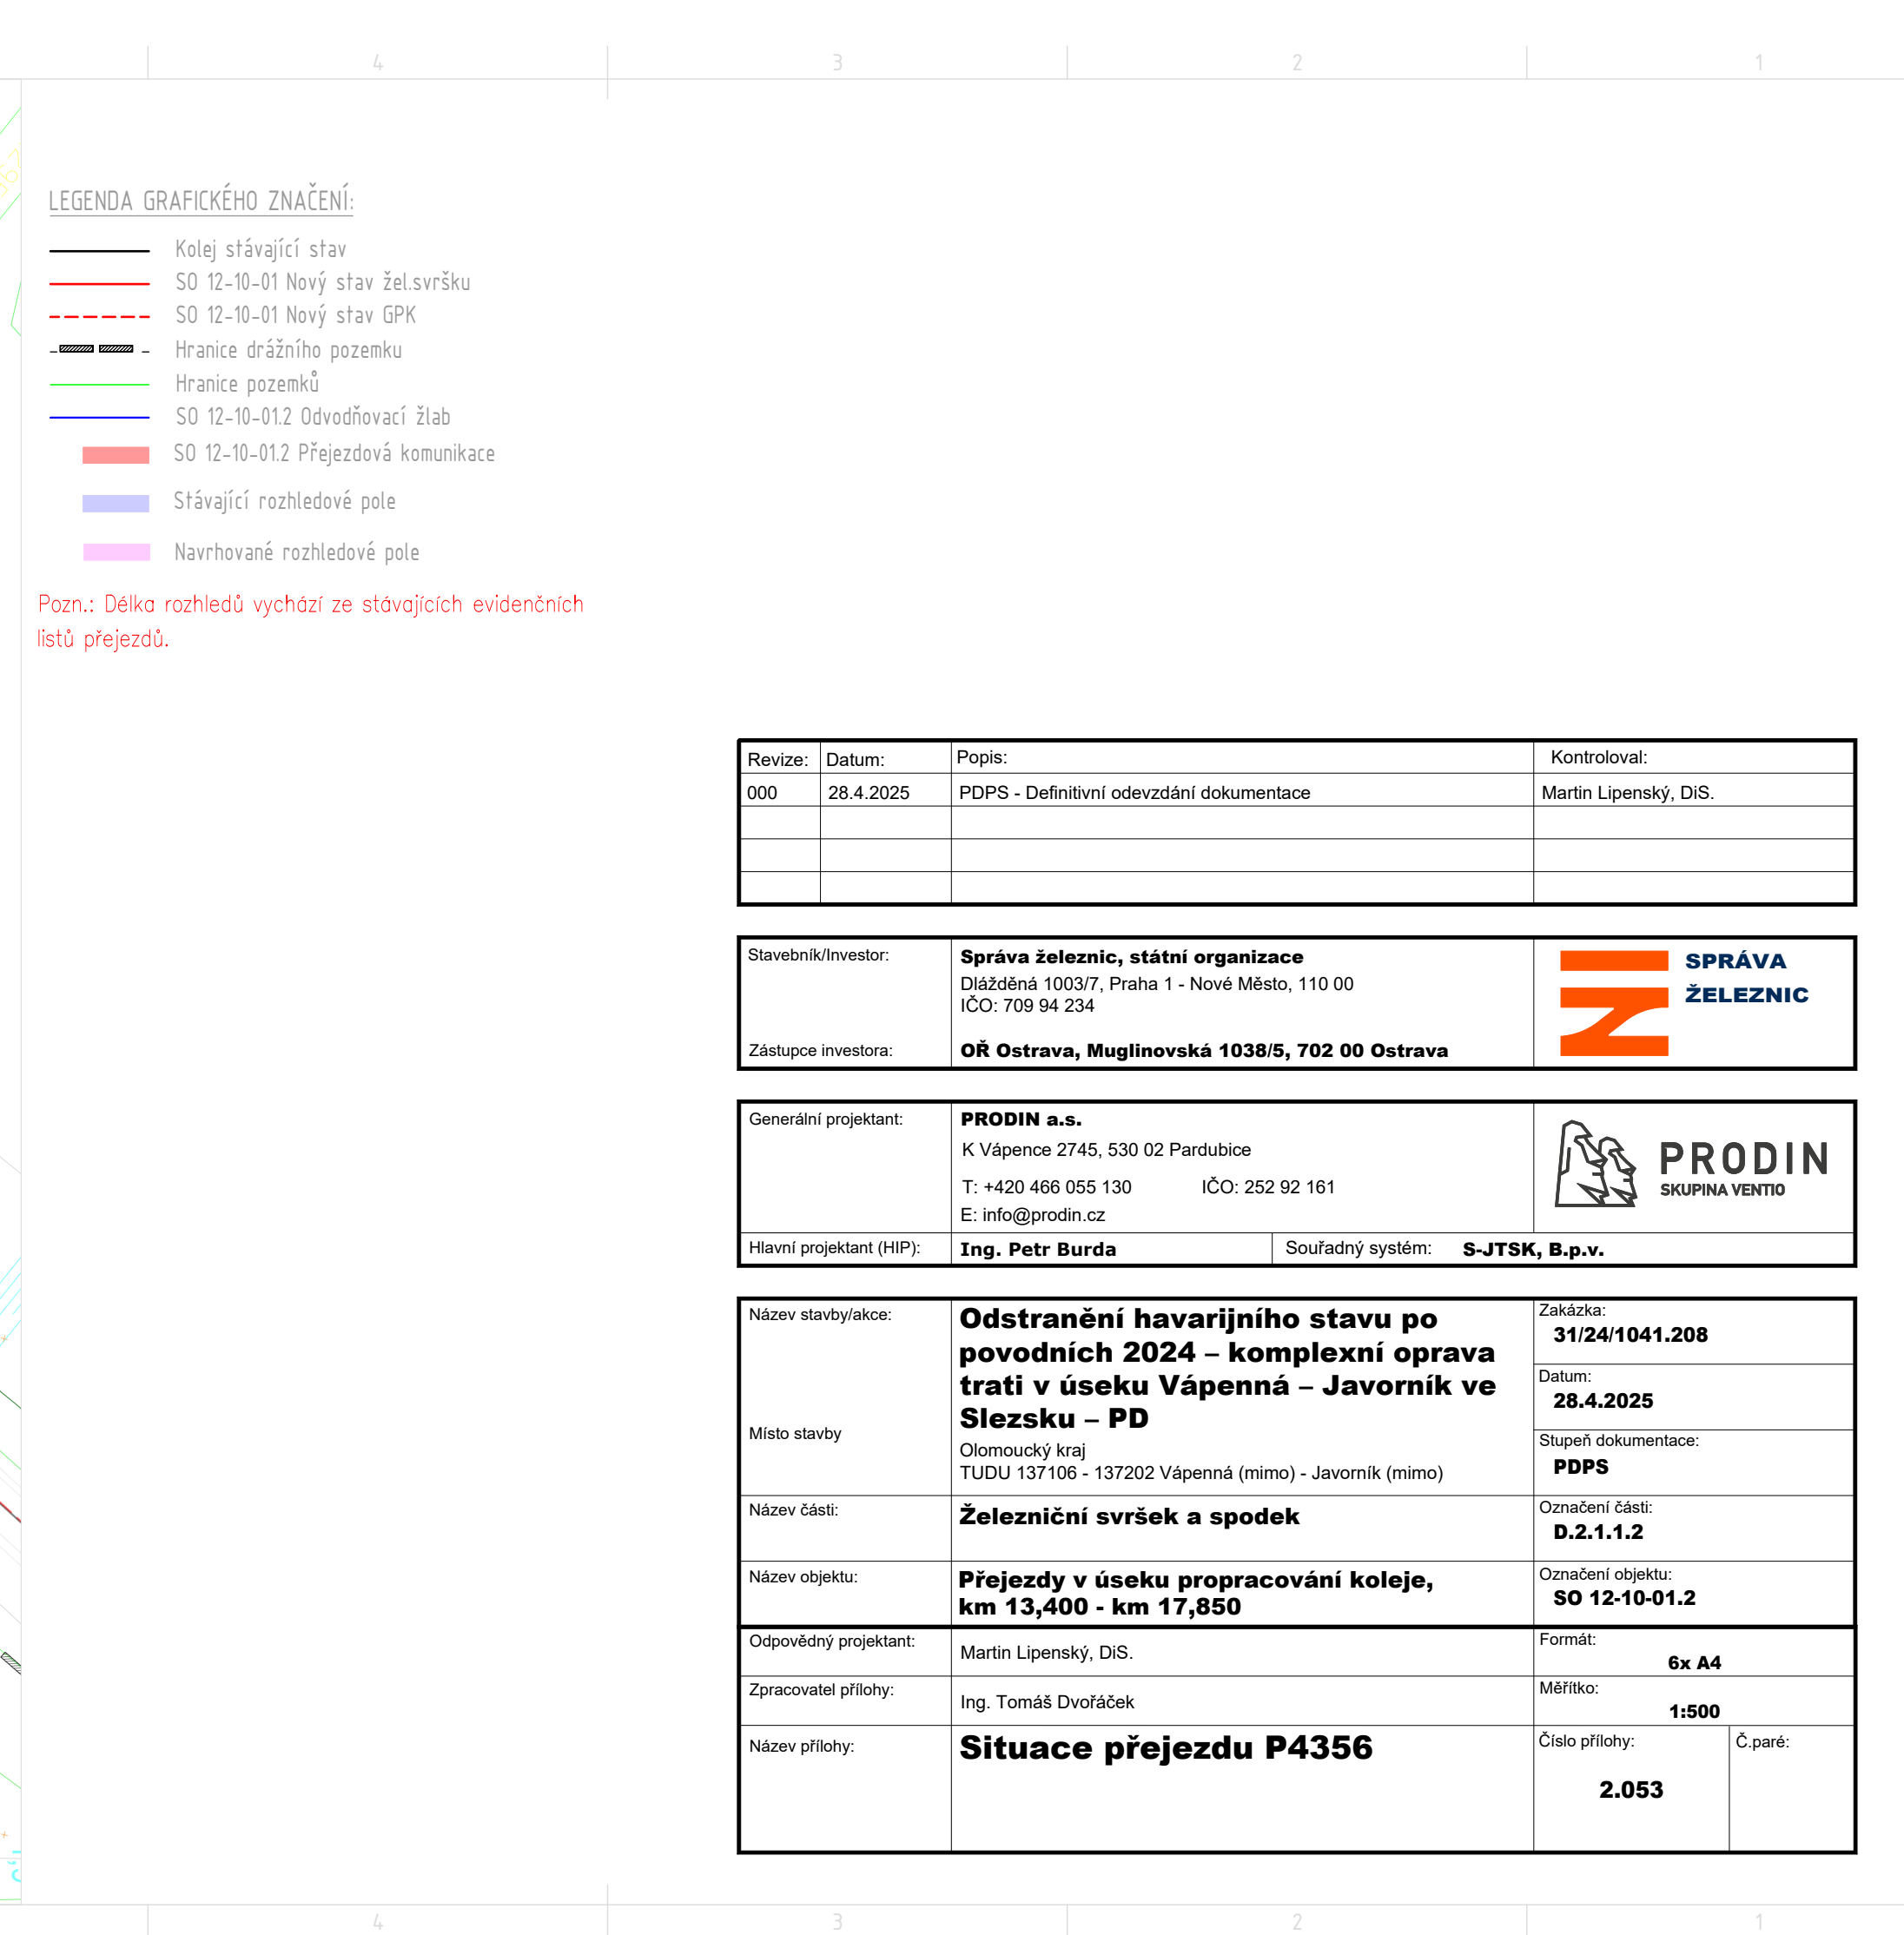 4 3 2 1
LEGENDA GRAFICKÉHO ZNAČENÍ:
Kolej stávající stav
SO 12-10-01 Nový stav žel.svršku
SO 12-10-01 Nový stav GPK
Hranice drážního pozemku
Hranice pozemků
SO 12-10-01.2 Odvodňovací žlab
SO 12-10-01.2 Přejezdová komunikace
Stávající rozhledové pole
Navrhované rozhledové pole
Pozn.: Délka rozhledů vychází ze stávajících evidenčních
listů přejezdů.
Revize: Datum: Popis: Kontroloval:
000 28.4.2025 PDPS - Definitivní odevzdání dokumentace Martin Lipenský, DiS.
Stavebník/Investor: Správa železnic, státní organizace
Dlážděná 1003/7, Praha 1 - Nové Město, 110 00
IČO: 709 94 234
Zástupce investora: OŘ Ostrava, Muglinovská 1038/5, 702 00 Ostrava
SPRÁVA
ŽELEZNIC
Generální projektant: PRODIN a.s.
K Vápence 2745, 530 02 Pardubice
T: +420 466 055 130 IČO: 252 92 161
E: info@prodin.cz
PRODIN
SKUPINA VENTIO
Hlavní projektant (HIP): Ing. Petr Burda Souřadný systém: S-JTSK, B.p.v.
Název stavby/akce: Odstranění havarijního stavu po
povodních 2024 – komplexní oprava
trati v úseku Vápenná – Javorník ve
Slezsku – PD
Místo stavby
Olomoucký kraj
TUDU 137106 - 137202 Vápenná (mimo) - Javorník (mimo)
Zakázka:
31/24/1041.208
Datum:
28.4.2025
Stupeň dokumentace:
PDPS
Název části: Železniční svršek a spodek
Označení části:
D.2.1.1.2
Název objektu: Přejezdy v úseku propracování koleje,
km 13,400 - km 17,850
Označení objektu:
SO 12-10-01.2
Odpovědný projektant: Martin Lipenský, DiS.
Formát:
6x A4
Zpracovatel přílohy: Ing. Tomáš Dvořáček
Měřítko:
1:500
Název přílohy: Situace přejezdu P4356
Číslo přílohy:
2.053
Č.paré:
4 3 2 1